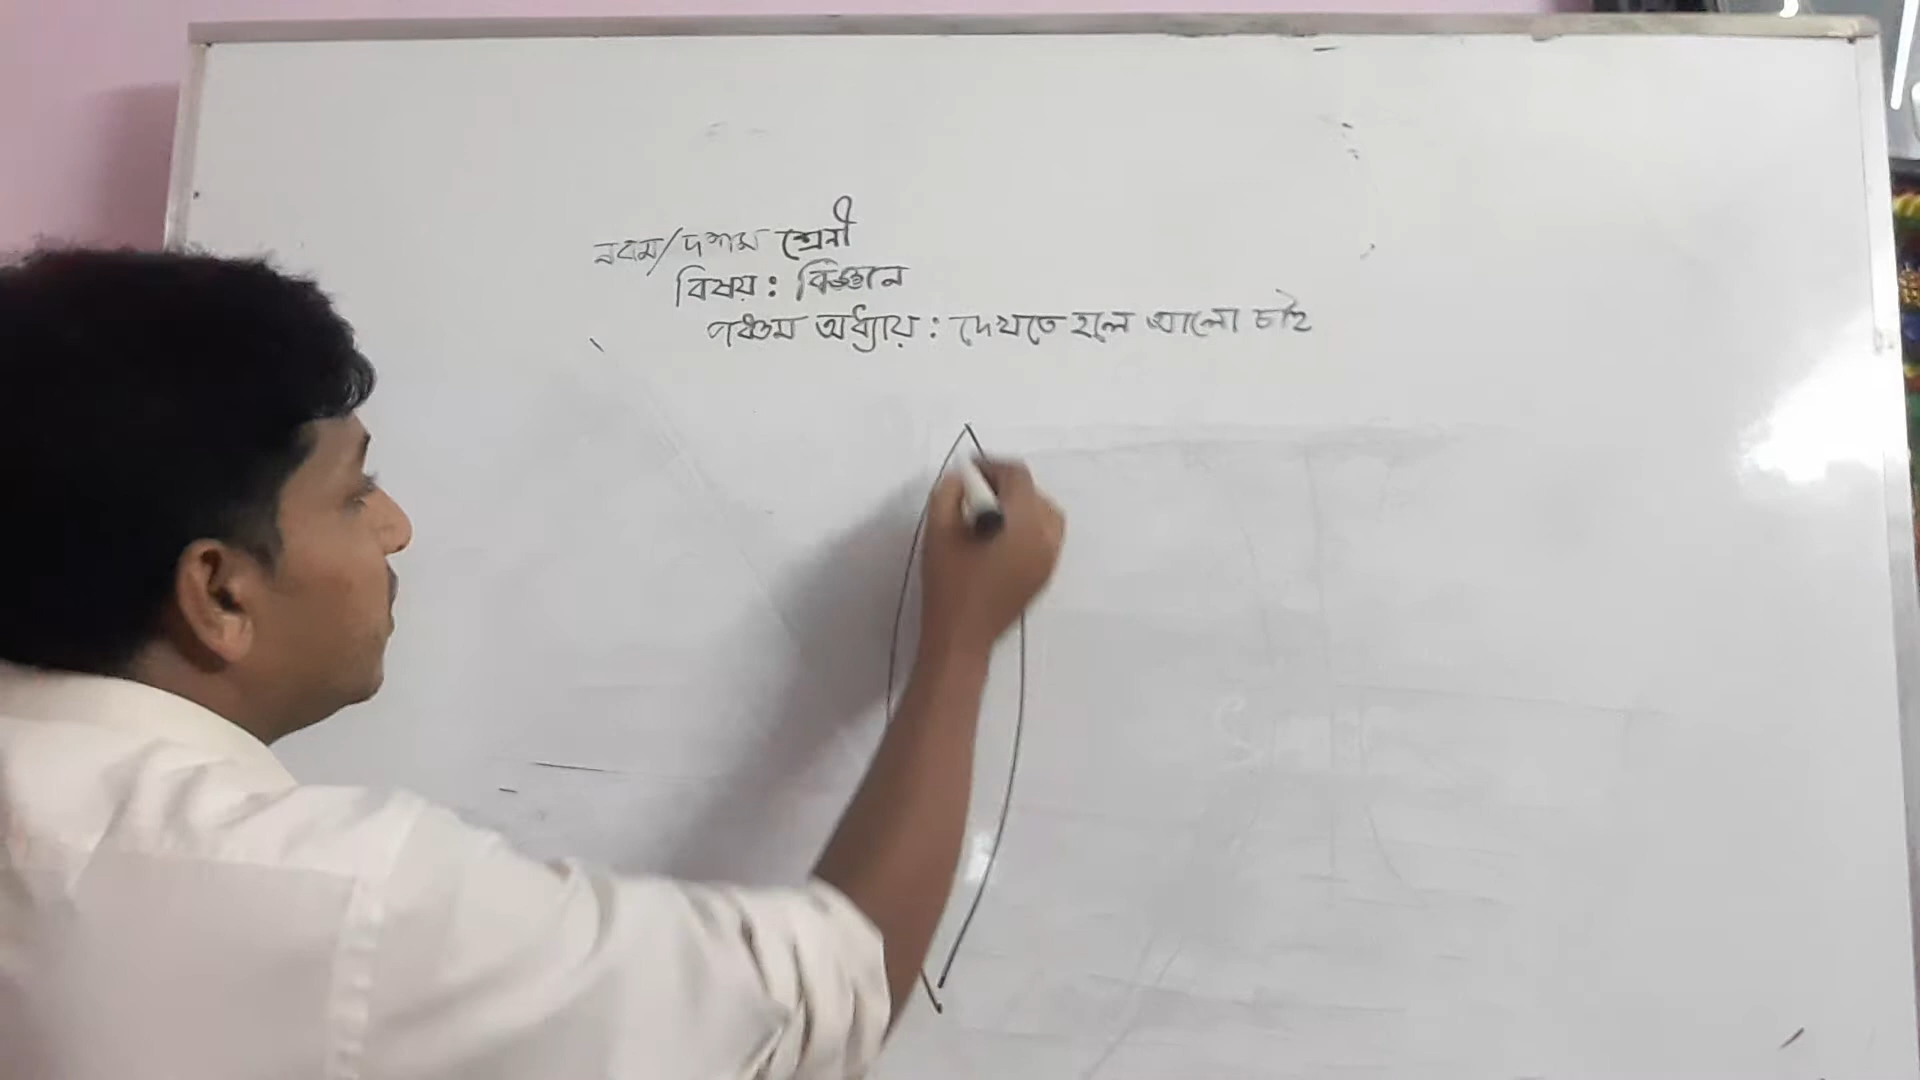 নবম/দশম শ্রেনী
বিষয়: বিজ্ঞান
পঞ্চম অধ্যায়: দেখতে হলে আলো চাই